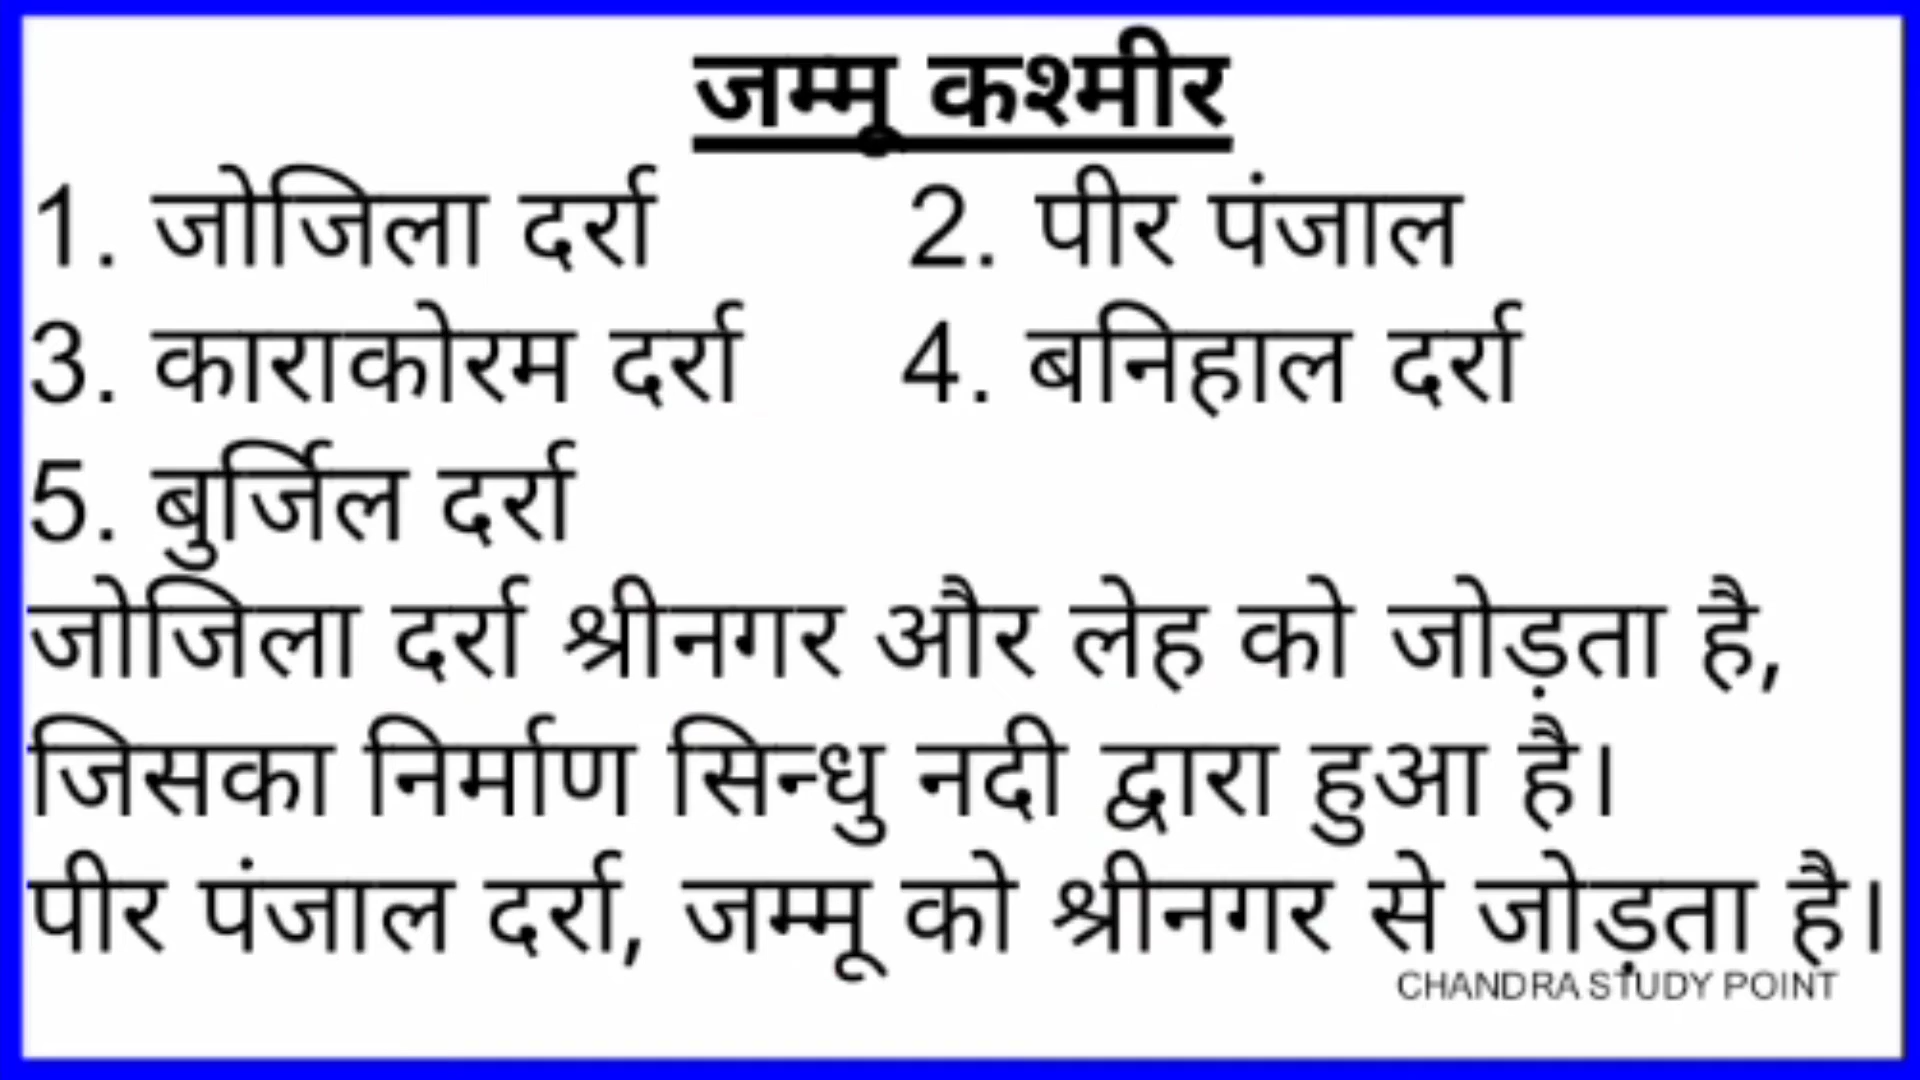 जम्मू कश्मीर
1. जोजिला दर्रा 2. पीर पंजाल
3. काराकोरम दर्रा 4. बनिहाल दर्रा
5. बुर्जिल दर्रा
जोजिला दर्रा श्रीनगर और लेह को जोड़ता है,
जिसका निर्माण सिन्धु नदी द्वारा हुआ है।
पीर पंजाल दर्रा, जम्मू को श्रीनगर से जोड़ता है।
CHANDRA STUDY POINT